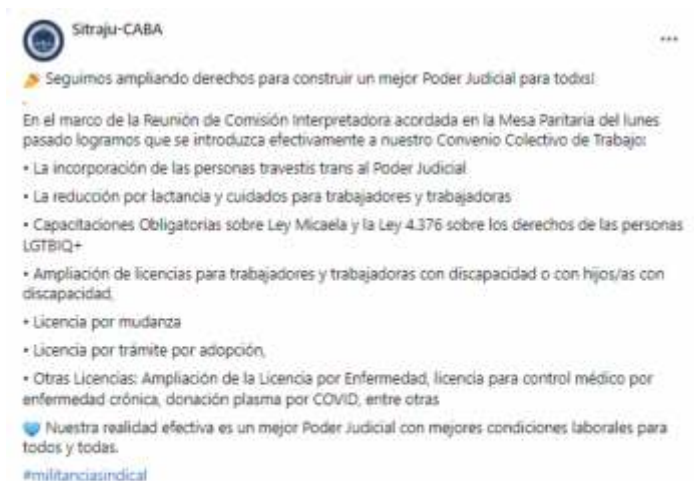 Sitraju-CABA
...
🎉 Seguimos ampliando derechos para construir un mejor Poder Judicial para todxs!
.
En el marco de la Reunión de Comisión Interpretadora acordada en la Mesa Paritaria del lunes
pasado logramos que se introduzca efectivamente a nuestro Convenio Colectivo de Trabajo:
• La incorporación de las personas travestis trans al Poder Judicial
• La reducción por lactancia y cuidados para trabajadores y trabajadoras
• Capacitaciones Obligatorias sobre Ley Micaela y la Ley 4.376 sobre los derechos de las personas
LGTBIQ+
• Ampliación de licencias para trabajadores y trabajadoras con discapacidad o con hijos/as con
discapacidad,
• Licencia por mudanza
• Licencia por trámite por adopción,
• Otras Licencias: Ampliación de la Licencia por Enfermedad, licencia para control médico por
enfermedad crónica, donación plasma por COVID, entre otras
💙 Nuestra realidad efectiva es un mejor Poder Judicial con mejores condiciones laborales para
todos y todas.
#militanciasindical